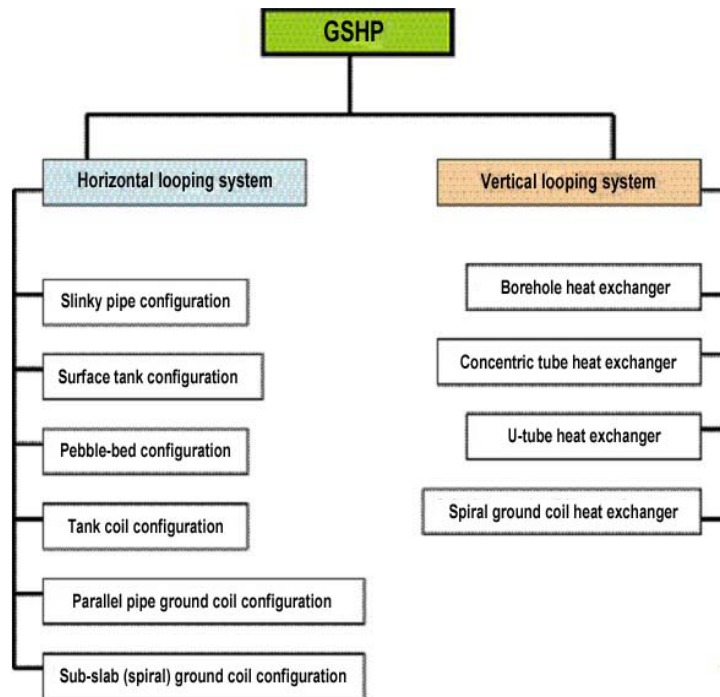 GSHP
Horizontal looping system
Vertical looping system
Slinky pipe configuration
Surface tank configuration
Pebble-bed configuration
Tank coil configuration
Parallel pipe ground coil configuration
Sub-slab (spiral) ground coil configuration
Borehole heat exchanger
Concentric tube heat exchanger
U-tube heat exchanger
Spiral ground coil heat exchanger